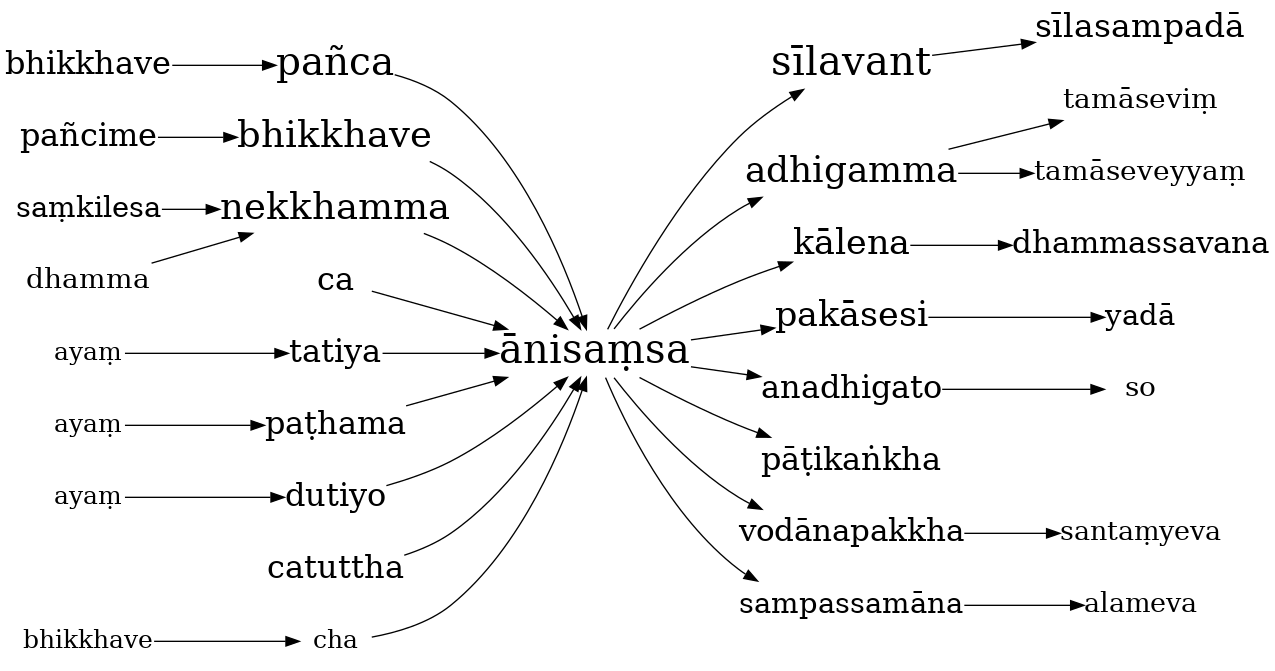 sīlasampadā
bhikkhave pañca sīlavant
tamāseviṃ
pañcime bhikkhave
adhigamma tamāseveyyaṃ
saṃkilesa nekkhamma
kālena dhammassavana
dhamma ca
pakāsesi yadā
ayaṃ tatiya ānisaṃsa
anadhigato so
ayaṃ paṭhama
pāṭikaṅkha
ayaṃ dutiyo
vodānapakkha santaṃyeva
catuttha
sampassamāna alameva
bhikkhave cha